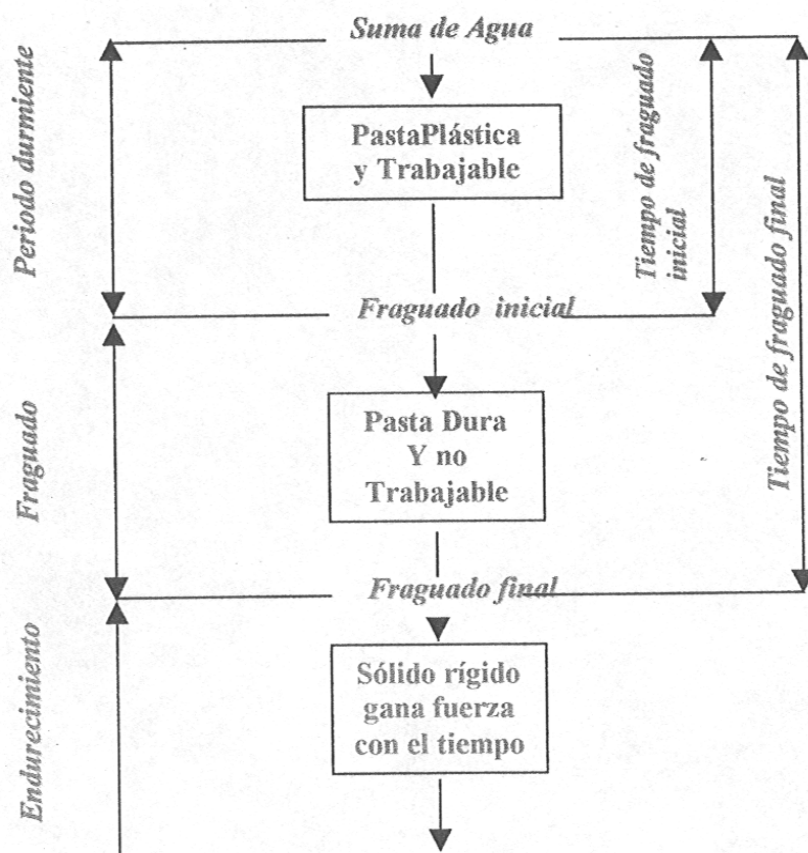 Suma de Agua
Periodo durmiente
PastaPlástica
y Trabajable
Tiempo de fraguado
inicial
Tiempo de fraguado final
Fraguado inicial
Fraguado
Pasta Dura
Y no
Trabajable
Fraguado final
Endurecimiento
Sólido rígido
gana fuerza
con el tiempo